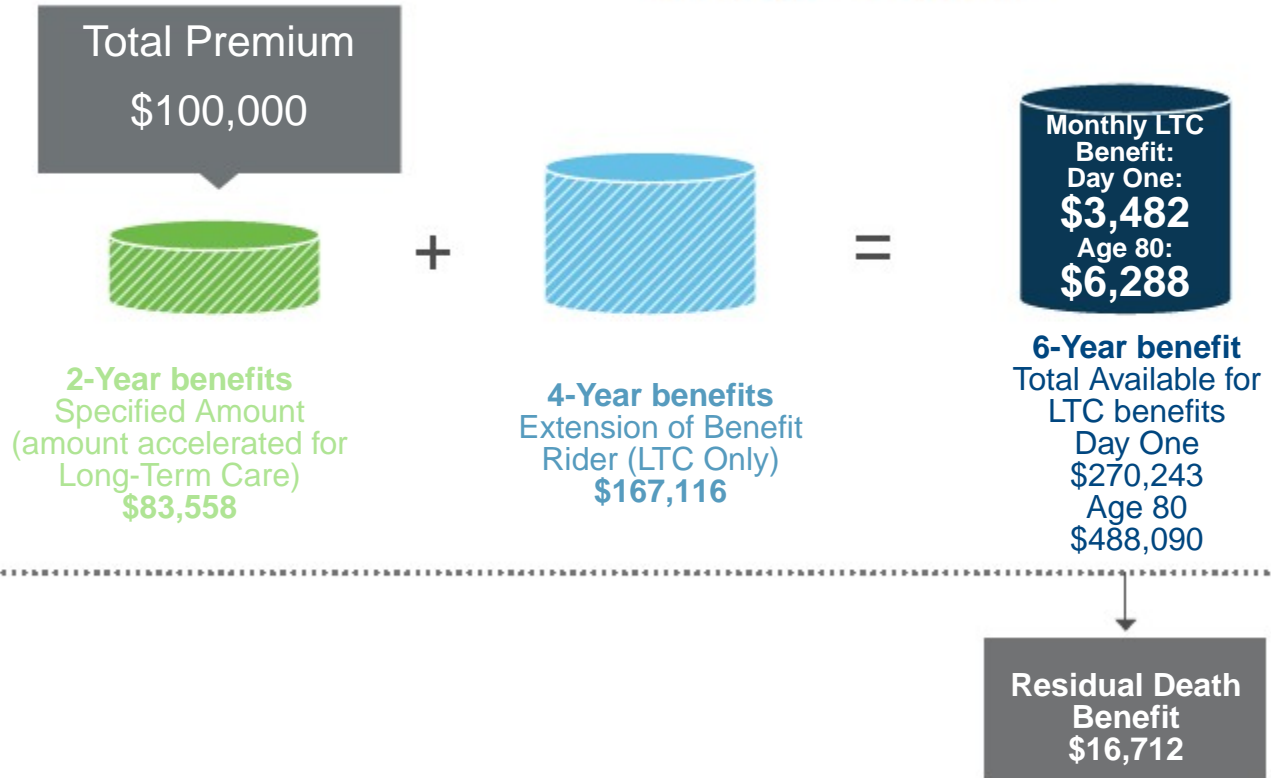 Total Premium
$100,000
+
=
Monthly LTC
Benefit:
Day One:
$3,482
Age 80:
$6,288
2-Year benefits
Specified Amount
(amount accelerated for
Long-Term Care)
$83,558
4-Year benefits
Extension of Benefit
Rider (LTC Only)
$167,116
6-Year benefit
Total Available for
LTC benefits
Day One
$270,243
Age 80
$488,090
Residual Death
Benefit
$16,712